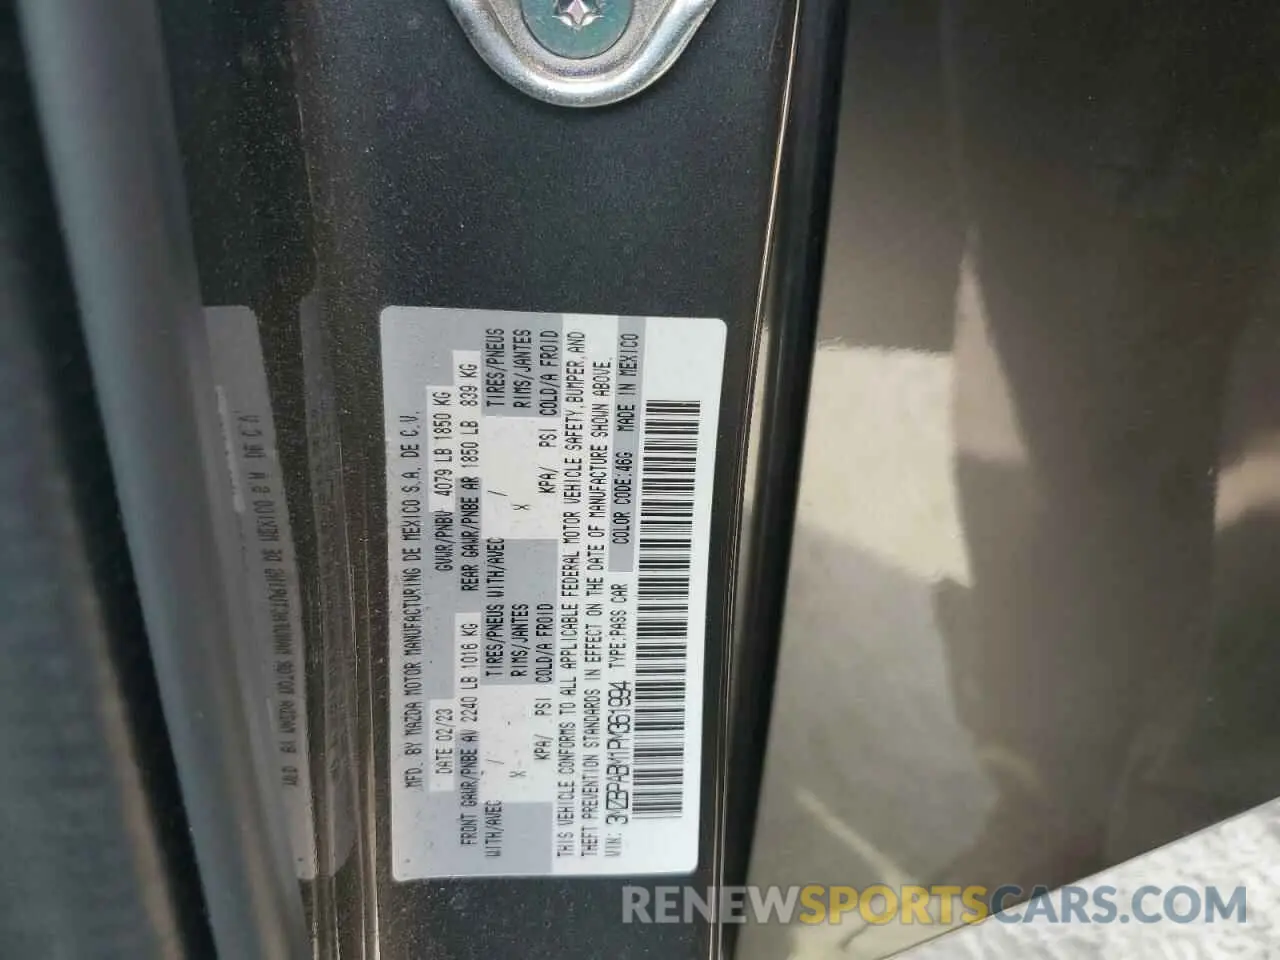 MFD. BY MAZDA MOTOR MANUFACTURING DE MEXICO S.A. DE C.V.
DATE 02/23 GVWR/PNBV 4079 LB 1850 KG
FRONT GAWR/PNBE AV 2240 LB 1016 KG REAR GAWR/PNBE AR 1850 LB 839 KG
WITH/AVEC / TIRES/PNEUS WITH/AVEC / TIRES/PNEUS
X RIMS/JANTES X RIMS/JANTES
KPA/ PSI COLD/A FROID KPA/ PSI COLD/A FROID
THIS VEHICLE CONFORMS TO ALL APPLICABLE FEDERAL MOTOR VEHICLE SAFETY, BUMPER, AND
THEFT PREVENTION STANDARDS IN EFFECT ON THE DATE OF MANUFACTURE SHOWN ABOVE.
VIN: 3MZBPABM1PM361994 TYPE:PASS CAR COLOR CODE:46G MADE IN MEXICO
RENEWSPORTSCARS.COM